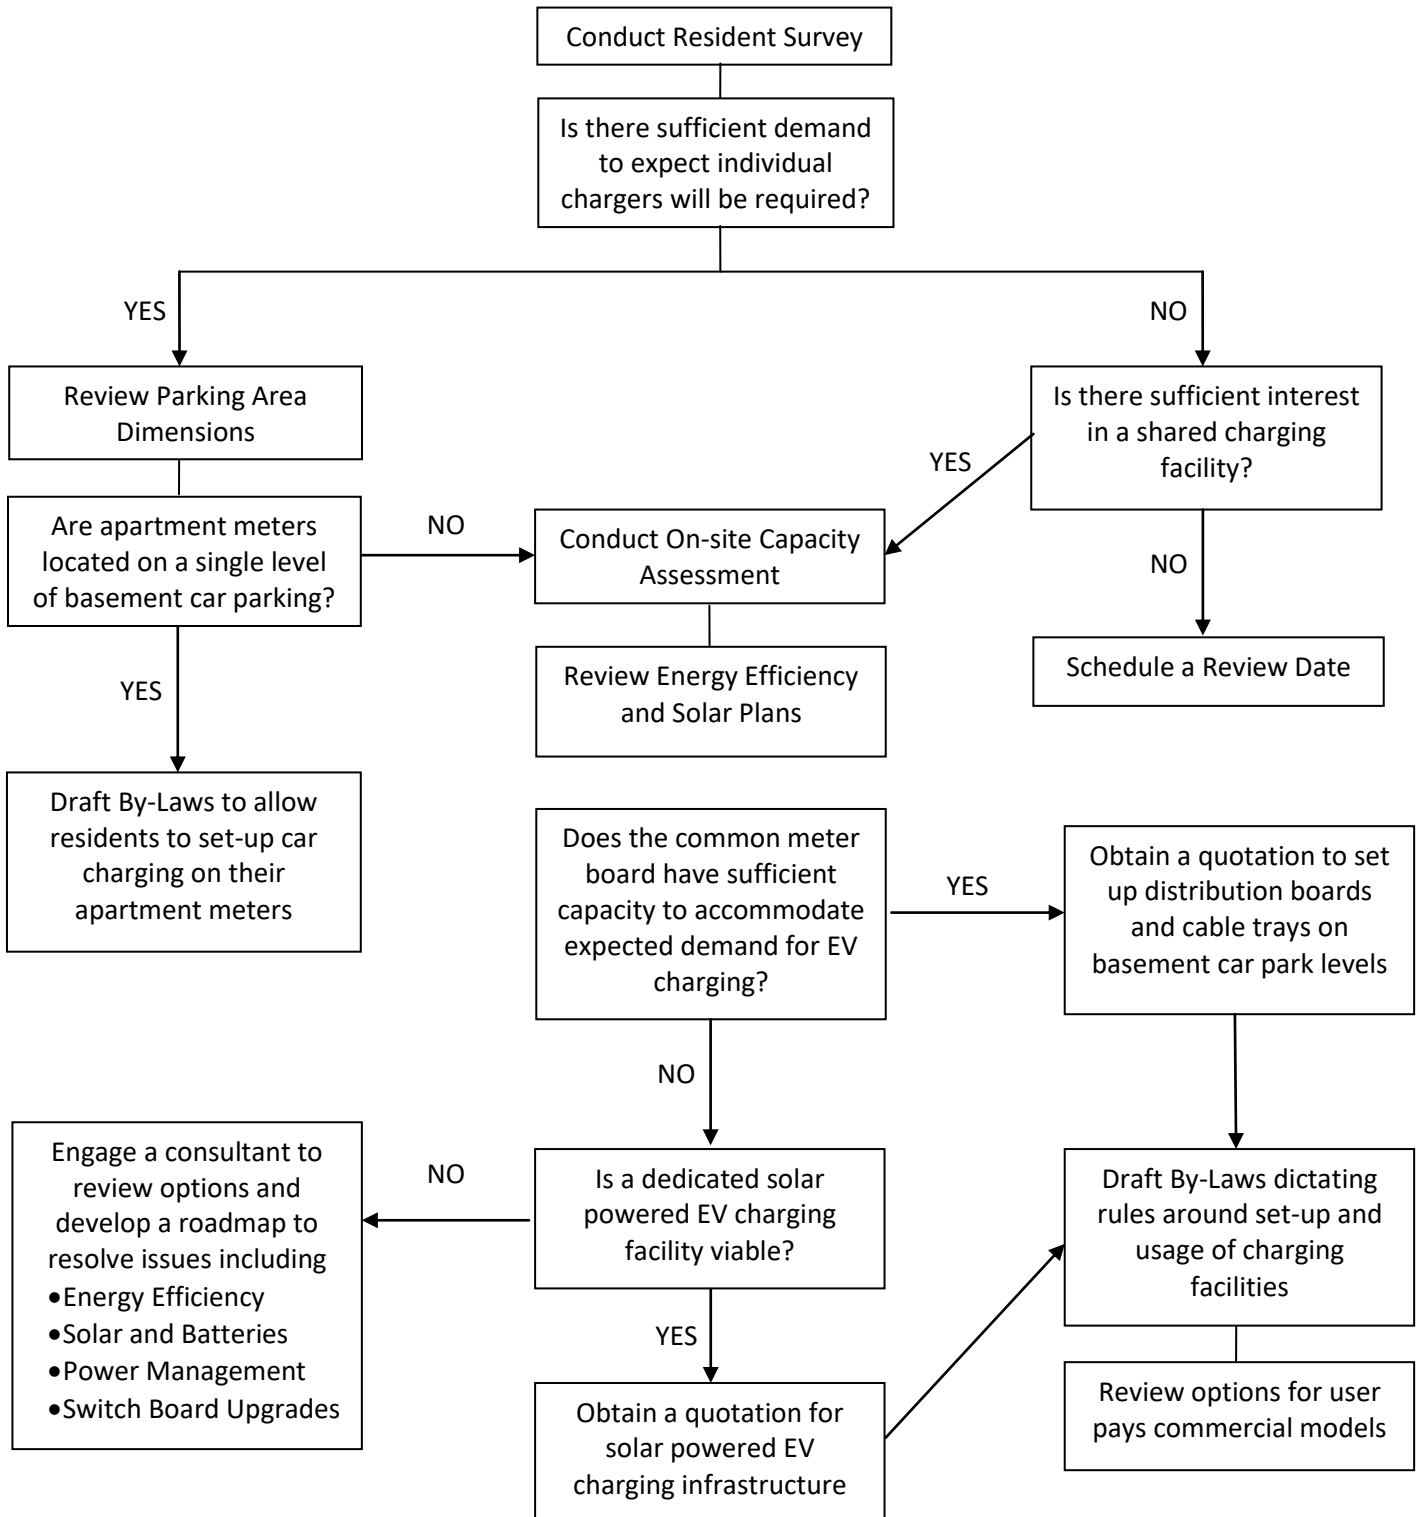 Conduct Resident Survey
Is there sufficient demand
to expect individual
chargers will be required?
YES
NO
Review Parking Area
Dimensions
Is there sufficient interest
in a shared charging
facility?
YES
Are apartment meters
located on a single level
of basement car parking?
NO
Conduct On-site Capacity
Assessment
NO
YES
Review Energy Efficiency
and Solar Plans
Schedule a Review Date
Draft By-Laws to allow
residents to set-up car
charging on their
apartment meters
Does the common meter
board have sufficient
capacity to accommodate
expected demand for EV
charging?
YES
Obtain a quotation to set
up distribution boards
and cable trays on
basement car park levels
NO
Engage a consultant to
review options and
develop a roadmap to
resolve issues including
•Energy Efficiency
•Solar and Batteries
•Power Management
•Switch Board Upgrades
NO
Is a dedicated solar
powered EV charging
facility viable?
Draft By-Laws dictating
rules around set-up and
usage of charging
facilities
YES
Obtain a quotation for
solar powered EV
charging infrastructure
Review options for user
pays commercial models